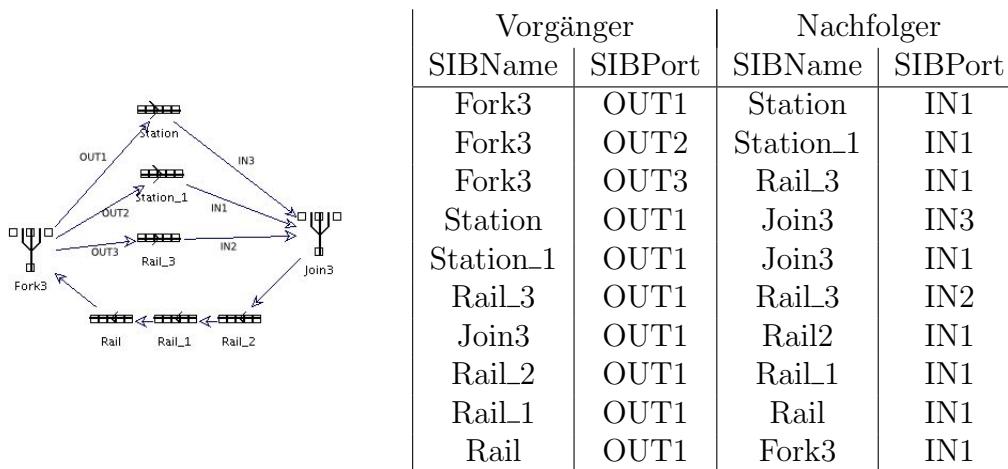 Station
OUT1
IN3
Station_1
OUT2
IN1
OUT3
IN2
Rail_3
Fork3
Join3
Rail
Rail_1
Rail_2
Vorgänger Nachfolger
SIBName SIBPort SIBName SIBPort
Fork3 OUT1 Station IN1
Fork3 OUT2 Station_1 IN1
Fork3 OUT3 Rail_3 IN1
Station OUT1 Join3 IN3
Station_1 OUT1 Join3 IN1
Rail_3 OUT1 Rail_3 IN2
Join3 OUT1 Rail2 IN1
Rail_2 OUT1 Rail_1 IN1
Rail_1 OUT1 Rail IN1
Rail OUT1 Fork3 IN1